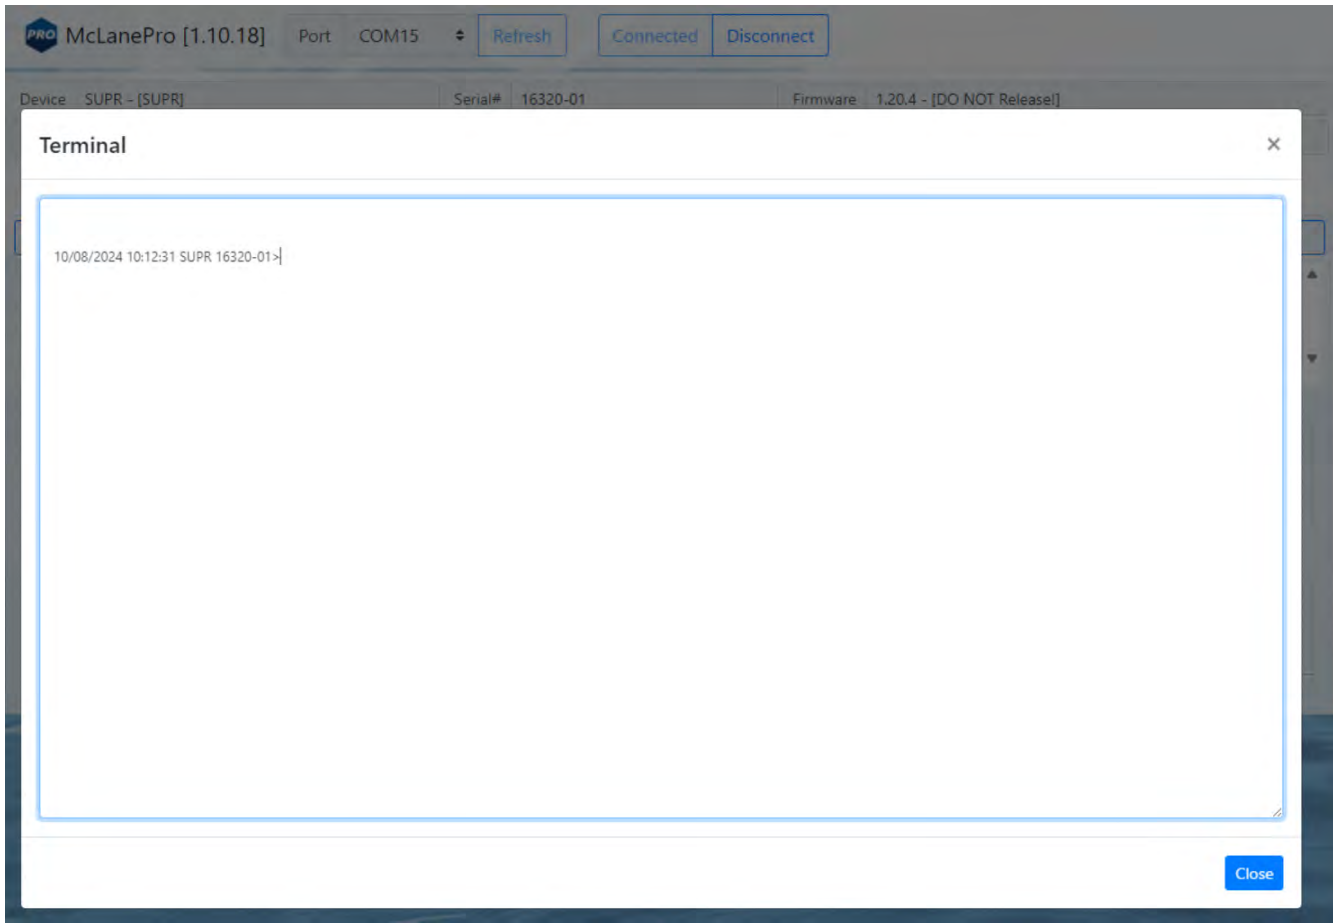 PRO McLanePro [1.10.18] Port COM15 Refresh Connected Disconnect
Device SUPR - [SUPR] Serial# 16320-01 Firmware 1.20.4 - [DO NOT Release!]
Terminal ×
10/08/2024 10:12:31 SUPR 16320-01>
Close